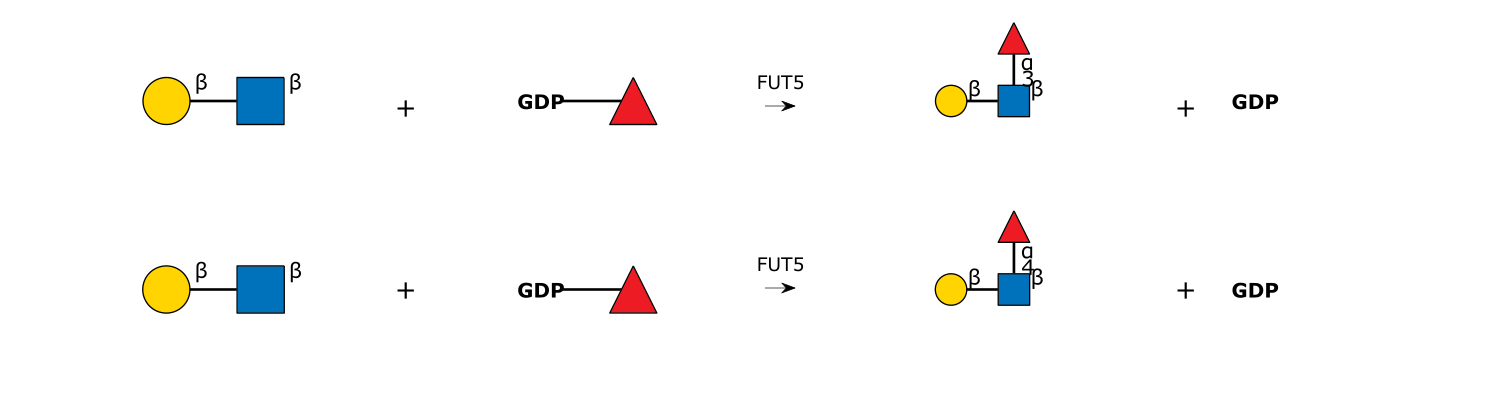 β β + GDP FUT5 α 3 β β + GDP
β β + GDP FUT5 α 4 β β + GDP